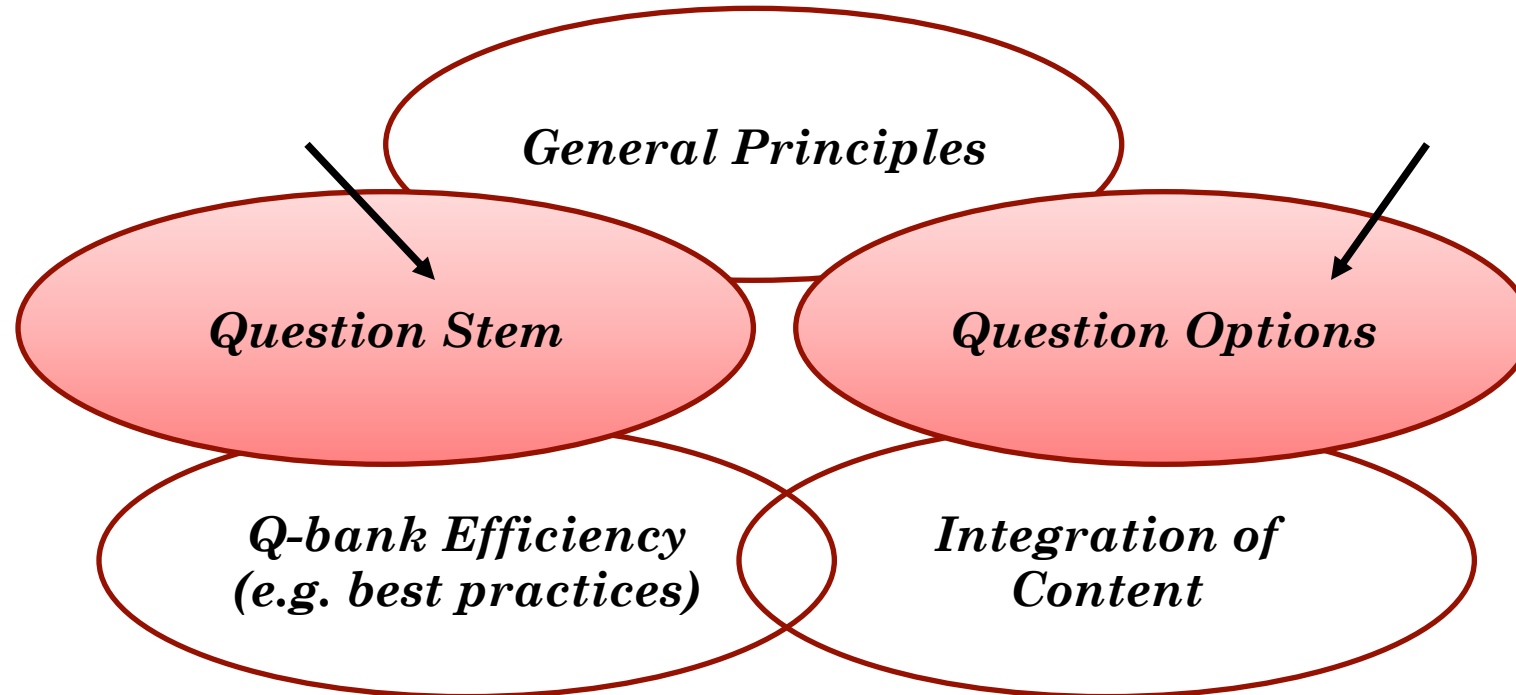 General Principles
Question Stem
Question Options
Q-bank Efficiency
(e.g. best practices)
Integration of
Content